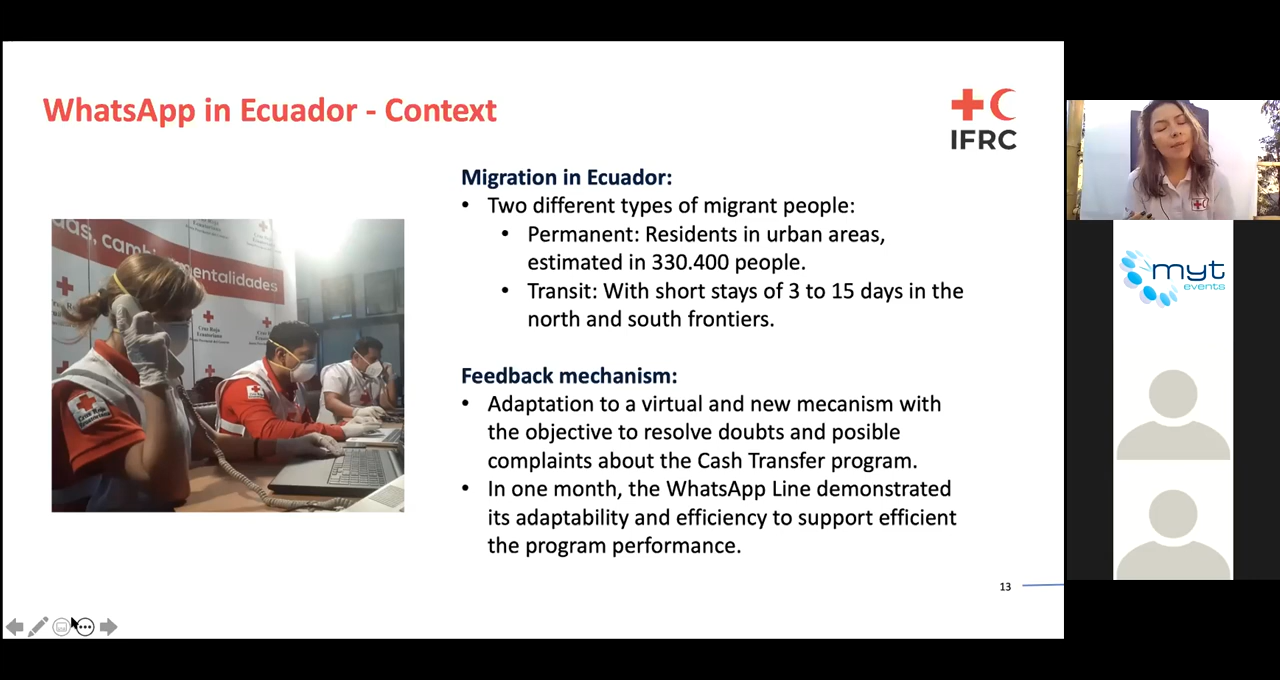 WhatsApp in Ecuador - Context
IFRC
Migration in Ecuador:
• Two different types of migrant people:
• Permanent: Residents in urban areas,
estimated in 330.400 people.
• Transit: With short stays of 3 to 15 days in the
north and south frontiers.
Feedback mechanism:
• Adaptation to a virtual and new mecanism with
the objective to resolve doubts and posible
complaints about the Cash Transfer program.
• In one month, the WhatsApp Line demonstrated
its adaptability and efficiency to support efficient
the program performance.
13
mentalidades
Cruz Roja
Ecuatoriana
myt
events